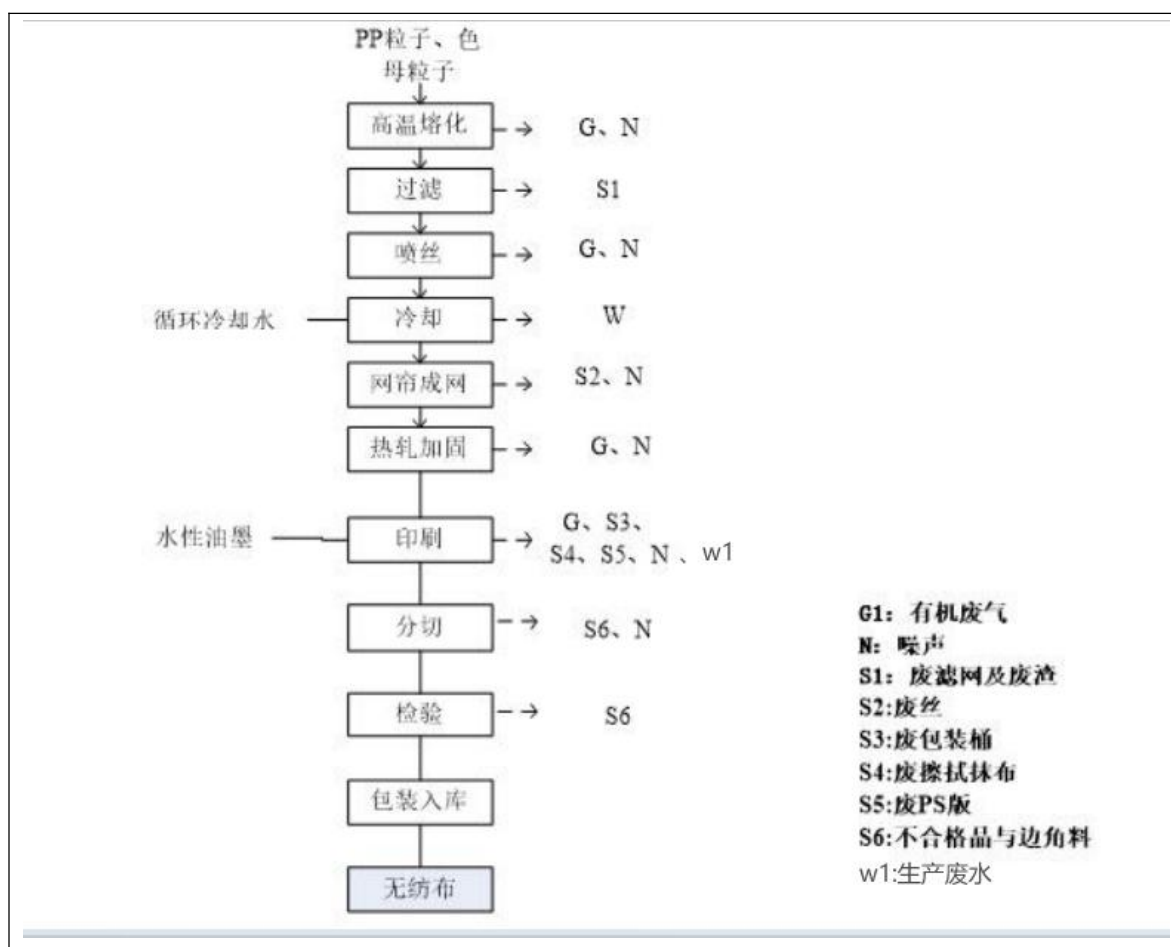 PP粒子、色
母粒子
高温熔化
G、N
过滤
S1
喷丝
G、N
循环冷却水
冷却
W
网帘成网
S2、N
热轧加固
G、N
水性油墨
印刷
G、S3、
S4、S5、N 、w1
分切
S6、N
检验
S6
包装入库
无纺布
G1：有机废气
N：噪声
S1：废滤网及废渣
S2:废丝
S3:废包装桶
S4:废擦拭抹布
S5:废PS版
S6:不合格品与边角料
w1:生产废水